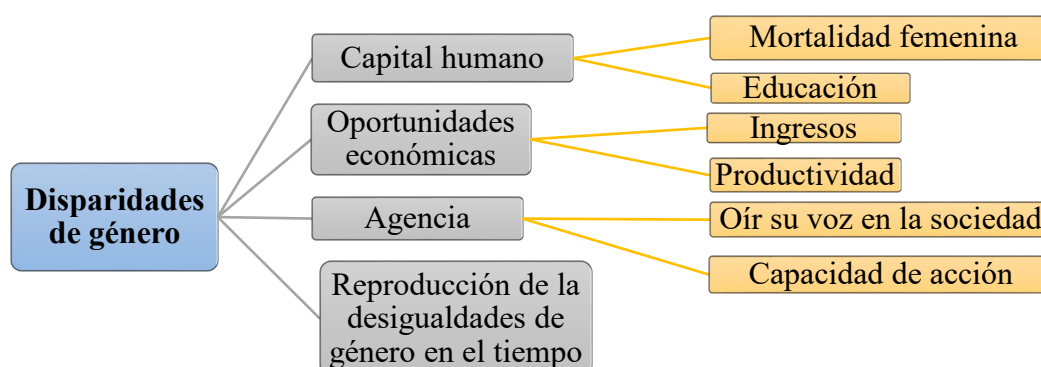 Disparidades
de género
Capital humano
Mortalidad femenina
Educación
Oportunidades
económicas
Ingresos
Productividad
Agencia
Oír su voz en la sociedad
Capacidad de acción
Reproducción de la
desigualdades de
género en el tiempo